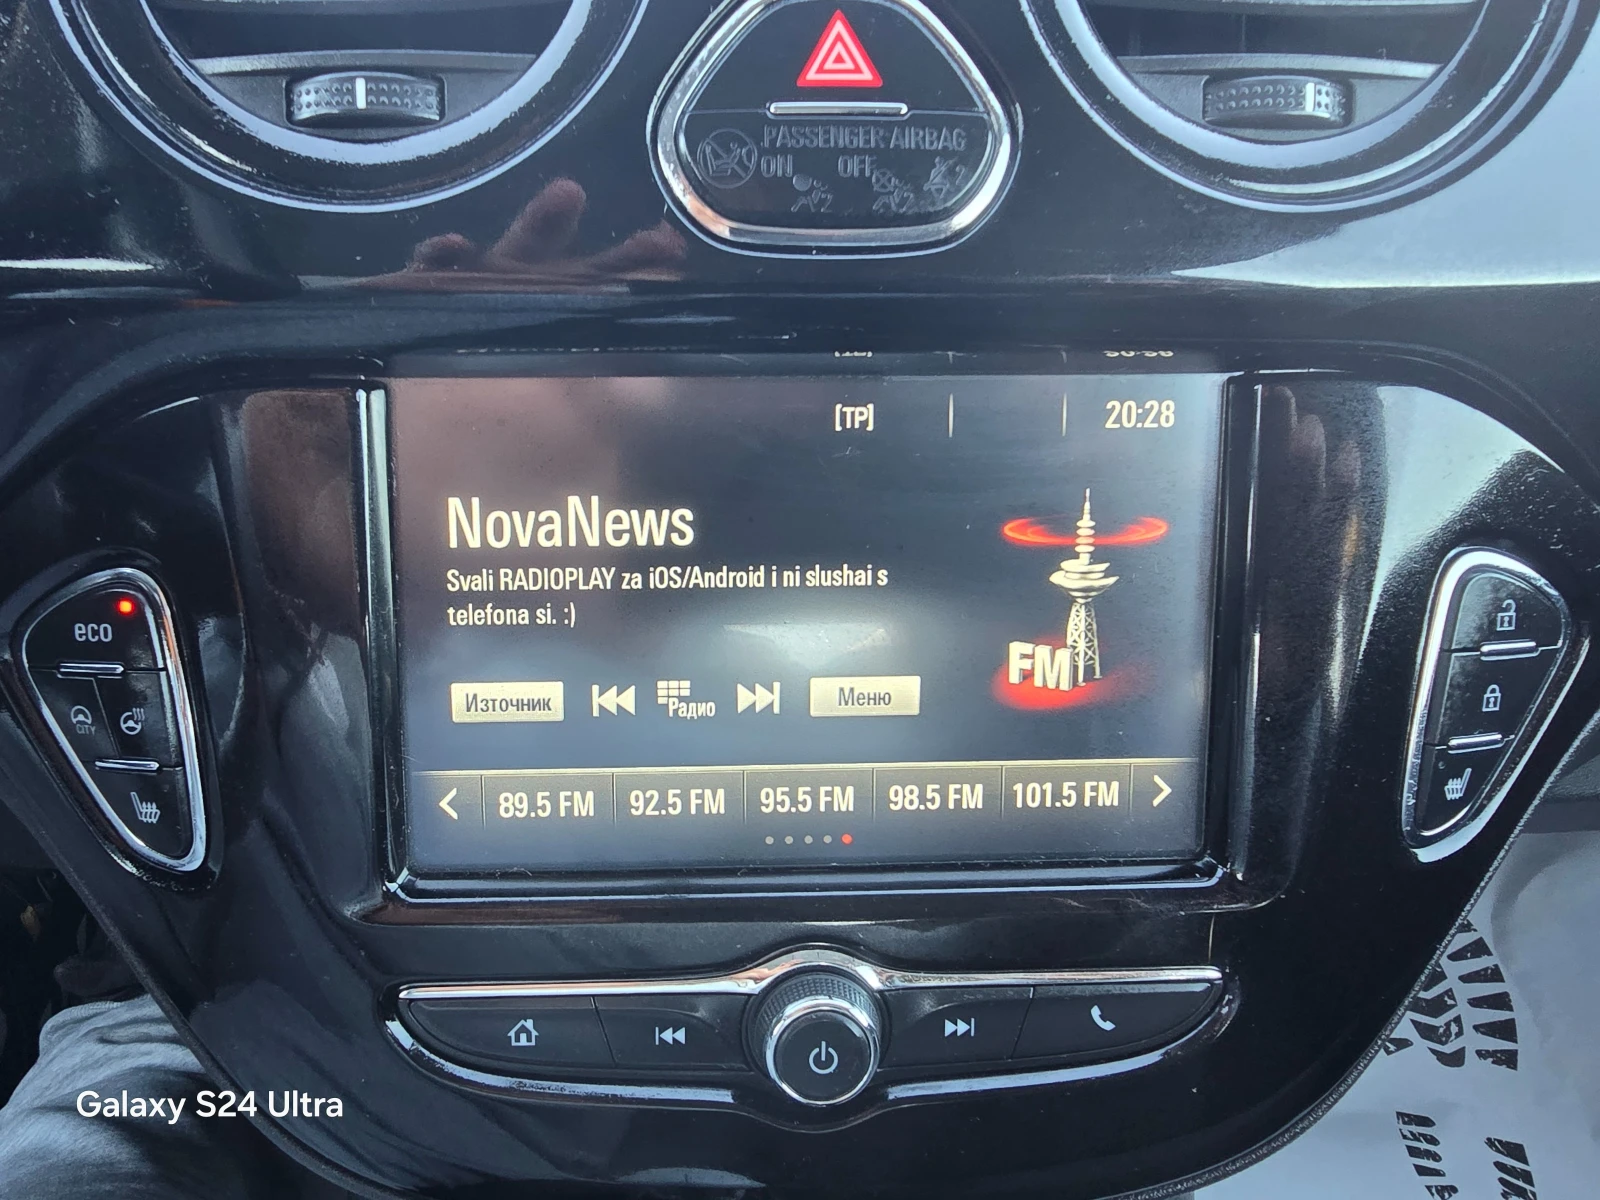 PASSENGER AIRBAG
ON OFF
[TP] 20:28
NovaNews
Svali RADIOPLAY za iOS/Android i ni slushai s
telefona si. :)
FM
Източник Радио Меню
89.5 FM 92.5 FM 95.5 FM 98.5 FM 101.5 FM
eco
CITY
Galaxy S24 Ultra